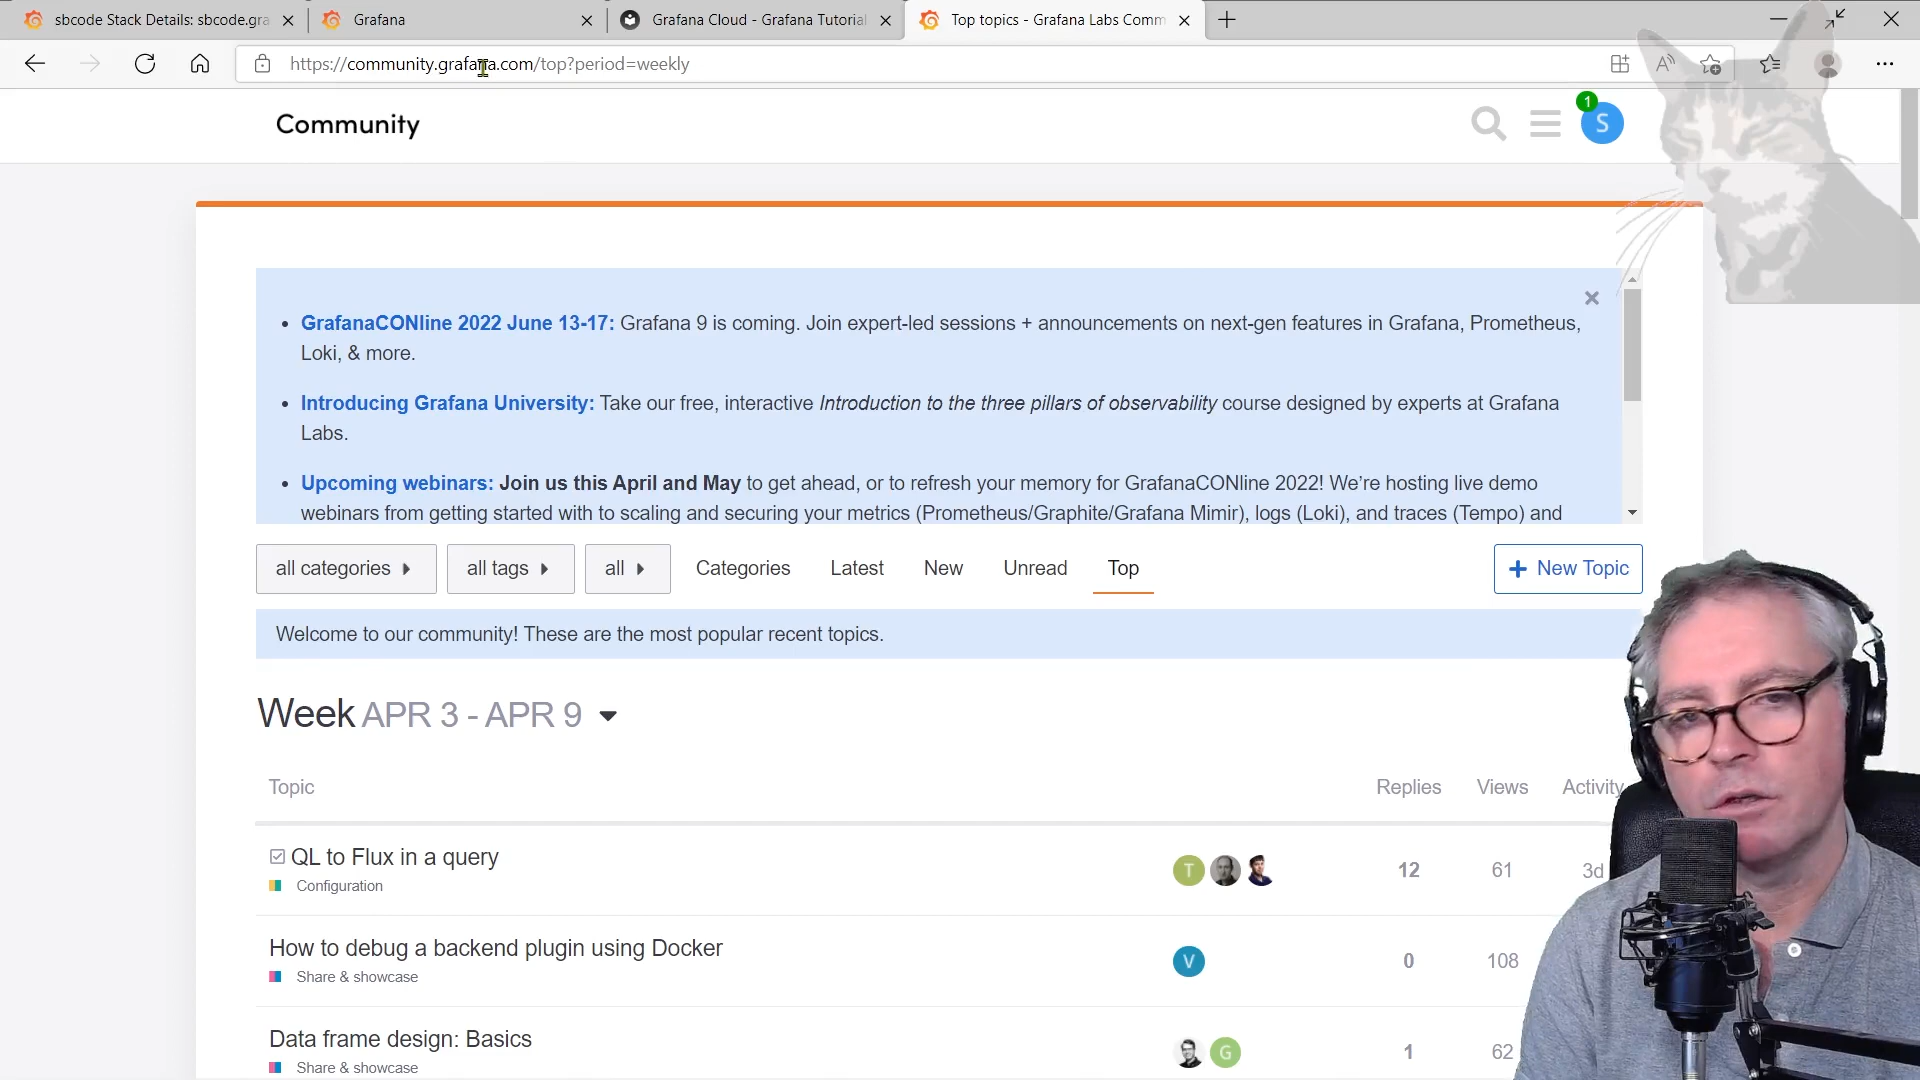 sbcode Stack Details: sbcode.gra
Grafana
Grafana Cloud - Grafana Tutorial
Top topics - Grafana Labs Comm
https://community.grafana.com/top?period=weekly
Community
1
S
GrafanaCONline 2022 June 13-17: Grafana 9 is coming. Join expert-led sessions + announcements on next-gen features in Grafana, Prometheus,
Loki, & more.
Introducing Grafana University: Take our free, interactive Introduction to the three pillars of observability course designed by experts at Grafana
Labs.
Upcoming webinars: Join us this April and May to get ahead, or to refresh your memory for GrafanaCONline 2022! We’re hosting live demo
webinars from getting started with to scaling and securing your metrics (Prometheus/Graphite/Grafana Mimir), logs (Loki), and traces (Tempo) and
all categories all tags all Categories Latest New Unread Top + New Topic
Welcome to our community! These are the most popular recent topics.
Week APR 3 - APR 9
Topic Replies Views Activity
QL to Flux in a query T 12 61 3d
Configuration
How to debug a backend plugin using Docker V 0 108
Share & showcase
Data frame design: Basics G 1 62
Share & showcase